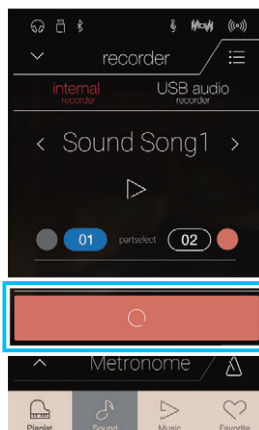 recorder
internal
recorder
USB audio
recorder
Sound Song1
01 partselect 02
Metronome
Pianist Sound Music Favorite